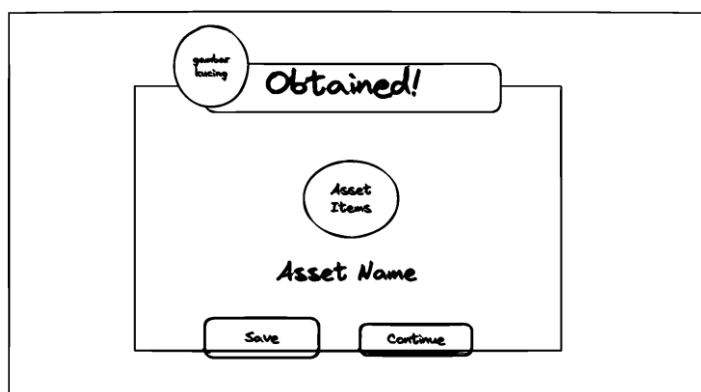 gambar
kucing
Obtained!
Asset
Items
Asset Name
Save
Continue